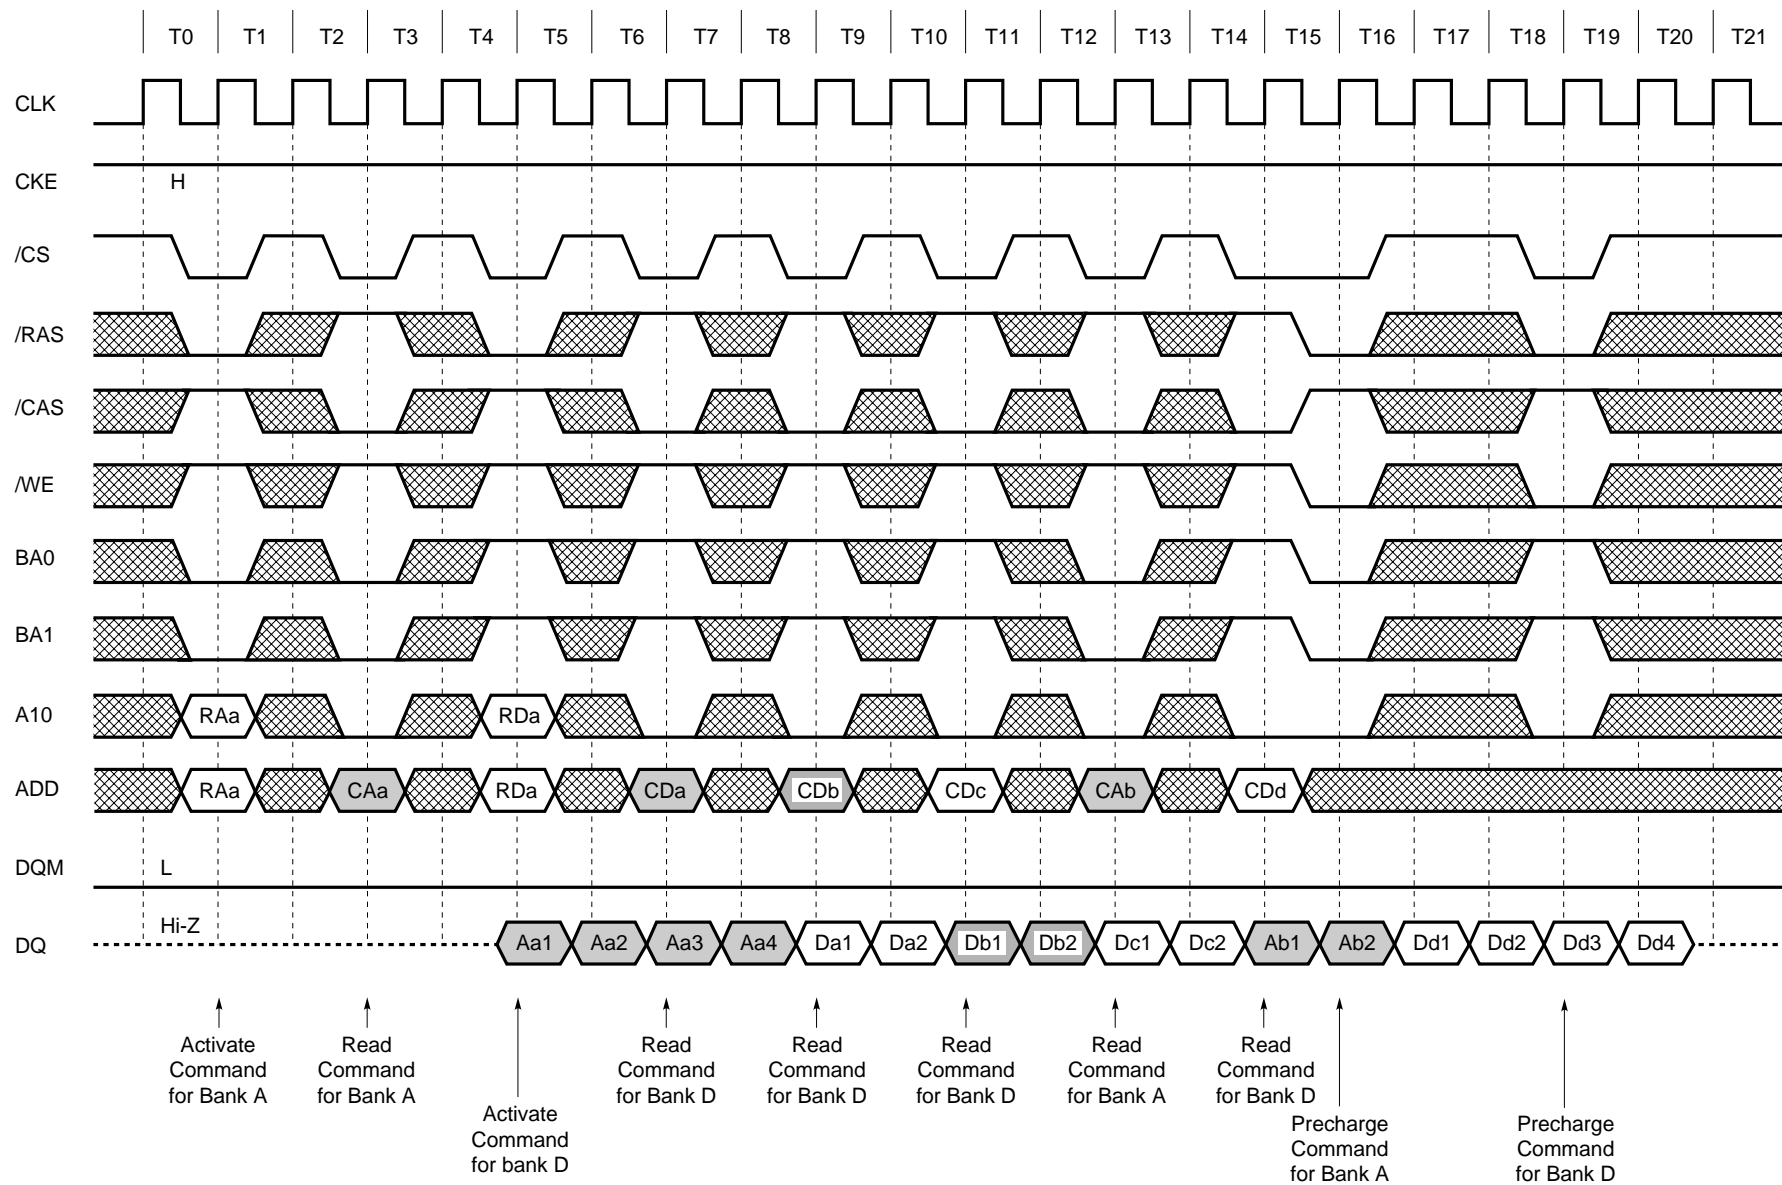 T0 T1 T2 T3 T4 T5 T6 T7 T8 T9 T10 T11 T12 T13 T14 T15 T16 T17 T18 T19 T20 T21
CLK
CKE H
/CS
/RAS
/CAS
/WE
BA0
BA1
A10 RAa RDa
ADD RAa CAa RDa CDa CDb CDc CAb CDd
DQM L
Hi-Z
DQ Aa1 Aa2 Aa3 Aa4 Da1 Da2 Db1 Db2 Dc1 Dc2 Ab1 Ab2 Dd1 Dd2 Dd3 Dd4
Activate
Command
for Bank A
Read
Command
for Bank A
Activate
Command
for bank D
Read
Command
for Bank D
Read
Command
for Bank D
Read
Command
for Bank D
Read
Command
for Bank A
Read
Command
for Bank D
Precharge
Command
for Bank A
Precharge
Command
for Bank D